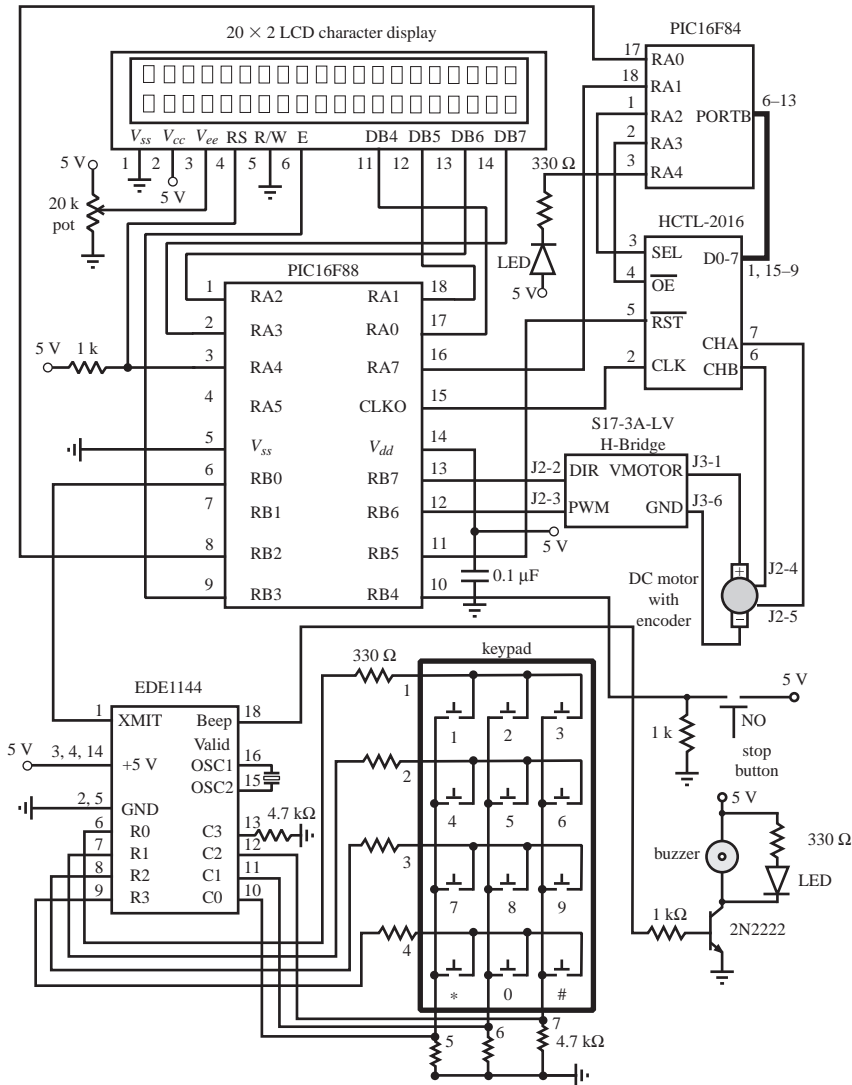 20 × 2 LCD character display
Vss Vcc Vee RS R/W E DB4 DB5 DB6 DB7
1 2 3 4 5 6 11 12 13 14
5 V
5 V
20 k
pot
330 Ω
LED
5 V
PIC16F84
17 RA0
18 RA1
1 RA2
2 RA3
3 RA4
PORTB 6–13
HCTL-2016
3 SEL
4 OE
5 RST
2 CLK
D0-7
1, 15–9
CHA 7
CHB 6
PIC16F88
5 V 1 k
1 RA2 RA1 18
2 RA3 RA0 17
3 RA4 RA7 16
4 RA5 CLKO 15
5 Vss Vdd 14
6 RB0 RB7 13
7 RB1 RB6 12
8 RB2 RB5 11
9 RB3 RB4 10
5 V
0.1 μF
S17-3A-LV
H-Bridge
J2-2 DIR VMOTOR J3-1
J2-3 PWM GND J3-6
+
−
J2-4
J2-5
DC motor
with
encoder
EDE1144
1 XMIT Beep 18
Valid
5 V 3, 4, 14 +5 V
OSC1 16
OSC2 15
2, 5 GND
6 R0 C3 13
7 R1 C2 12
8 R2 C1 11
9 R3 C0 10
4.7 kΩ
330 Ω
keypad
1
1 2 3
2
4 5 6
3
7 8 9
4
* 0 #
5 6 7
4.7 kΩ
5 V
1 k
NO
stop
button
5 V
buzzer
330 Ω
LED
1 kΩ
2N2222